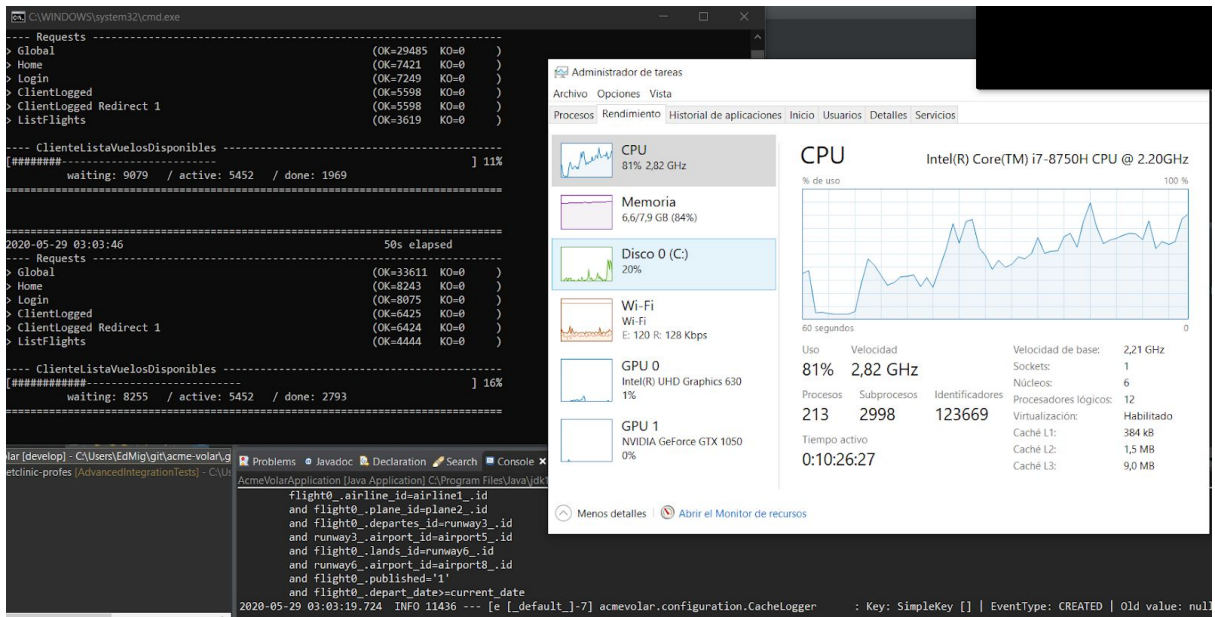 C:\WINDOWS\system32\cmd.exe
---- Requests ------------------------------------------------------------------
> Global (OK=29485 KO=0 )
> Home (OK=7421 KO=0 )
> Login (OK=7249 KO=0 )
> ClientLogged (OK=5598 KO=0 )
> ClientLogged Redirect 1 (OK=5598 KO=0 )
> ListFlights (OK=3619 KO=0 )
---- ClienteListaVuelosDisponibles ---------------------------------------------
[########------------------------- ] 11%
waiting: 9079 / active: 5452 / done: 1969
================================================================================
================================================================================
2020-05-29 03:03:46 50s elapsed
---- Requests ------------------------------------------------------------------
> Global (OK=33611 KO=0 )
> Home (OK=8243 KO=0 )
> Login (OK=8075 KO=0 )
> ClientLogged (OK=6425 KO=0 )
> ClientLogged Redirect 1 (OK=6424 KO=0 )
> ListFlights (OK=4444 KO=0 )
---- ClienteListaVuelosDisponibles ---------------------------------------------
[############------------------------- ] 16%
waiting: 8255 / active: 5452 / done: 2793
================================================================================
Administrador de tareas
Archivo Opciones Vista
Procesos Rendimiento Historial de aplicaciones Inicio Usuarios Detalles Servicios
CPU
81% 2,82 GHz
Memoria
6,6/7,9 GB (84%)
Disco 0 (C:)
20%
Wi-Fi
Wi-Fi
E: 120 R: 128 Kbps
GPU 0
Intel(R) UHD Graphics 630
1%
GPU 1
NVIDIA GeForce GTX 1050
0%
CPU Intel(R) Core(TM) i7-8750H CPU @ 2.20GHz
% de uso 100 %
60 segundos 0
Uso Velocidad
81% 2,82 GHz
Procesos Subprocesos Identificadores
213 2998 123669
Tiempo activo
0:10:26:27
Velocidad de base: 2,21 GHz
Sockets: 1
Núcleos: 6
Procesadores lógicos: 12
Virtualización: Habilitado
Caché L1: 384 kB
Caché L2: 1,5 MB
Caché L3: 9,0 MB
Menos detalles Abrir el Monitor de recursos
lar [develop] - C:\Users\EdMig\git\acme-volar\.g
etclinic-profes [AdvancedIntegrationTests] - C:\Us
Problems Javadoc Declaration Search Console
AcmeVolarApplication [Java Application] C:\Program Files\Java\jdk1
flight0_.airline_id=airline1_.id
and flight0_.plane_id=plane2_.id
and flight0_.departes_id=runway3_.id
and runway3_.airport_id=airport5_.id
and flight0_.lands_id=runway6_.id
and runway6_.airport_id=airport8_.id
and flight0_.published='1'
and flight0_.depart_date>=current_date
2020-05-29 03:03:19.724 INFO 11436 --- [e [_default_]-7] acmevolar.configuration.CacheLogger : Key: SimpleKey [] | EventType: CREATED | Old value: null